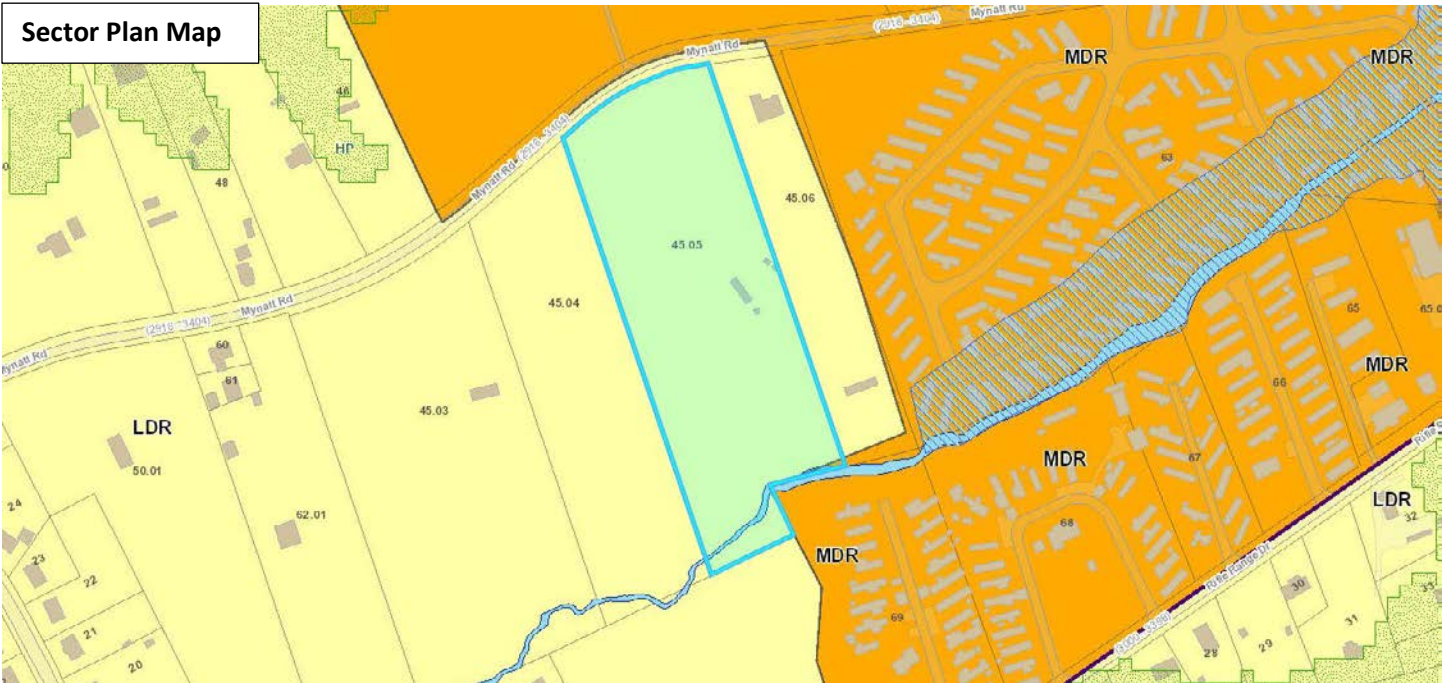 Sector Plan Map
Mynatt Rd
(2918 - 3404)
Mynatt Rd
MDR
MDR
46
HP
Mynatt Rd (2918 - 3404)
48
63
45.06
45.05
45.04
Mynatt Rd
(2918 - 3404)
Mynatt Rd
60
61
65
MDR
66
45.03
LDR
50.01
MDR
67
LDR
24
62.01
32
68
MDR
Rifle Range Dr
23
22
30
33
69
31
21
29
28
20